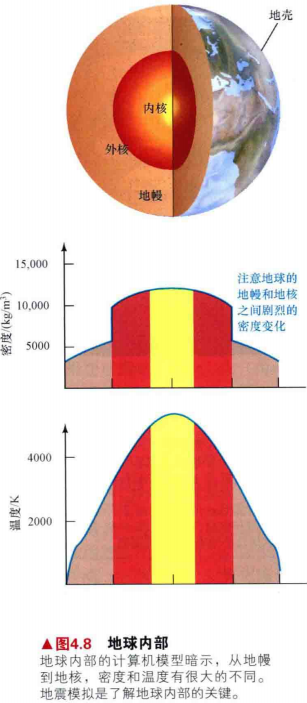 地壳
内核
外核
地幔
15,000
10,000
5000
密度/(kg/m³)
注意地球的
地幔和地核
之间剧烈的
密度变化
4000
2000
温度/K
▲图4.8 地球内部
地球内部的计算机模型暗示,从地幔
到地核,密度和温度有很大的不同。
地震模拟是了解地球内部的关键。